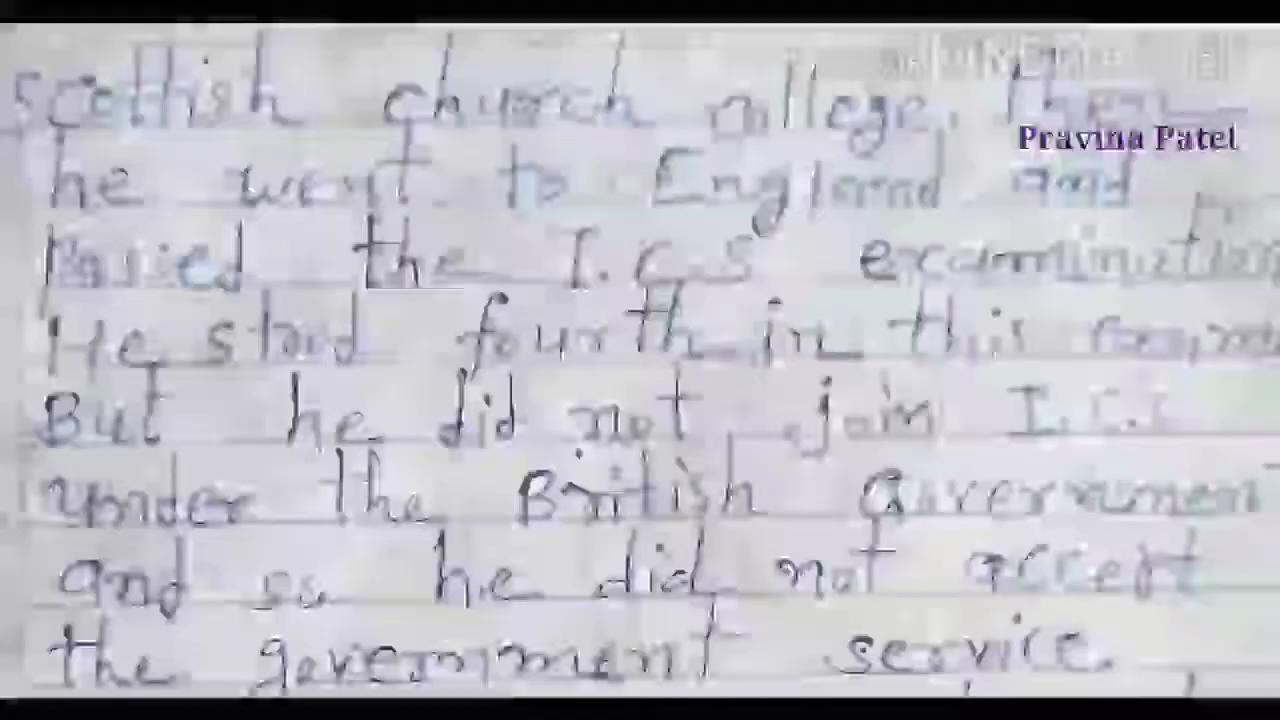 Scottish church college. Then
Pravina Patel
he went to England and
Passed the I.C.S examination
He stood fourth in this
But he did not join I.C.S
under the British Government
and so he did not accept
the government service.